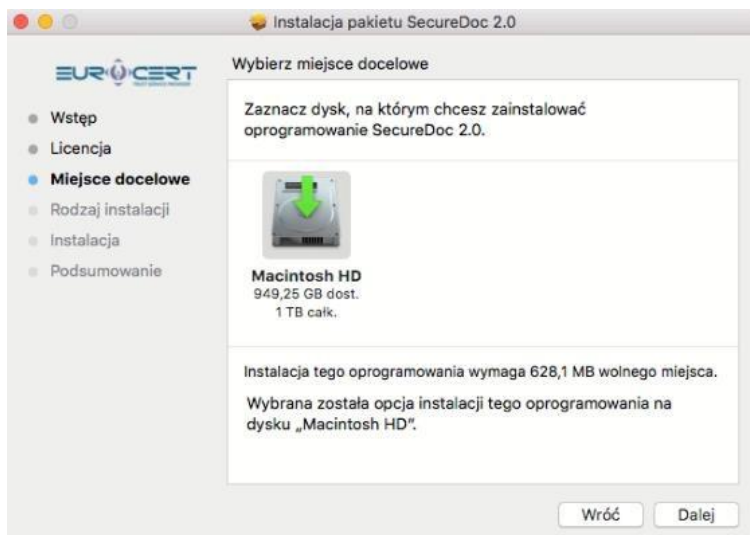 Instalacja pakietu SecureDoc 2.0
EUROCERT
Wybierz miejsce docelowe
Wstęp
Licencja
Miejsce docelowe
Rodzaj instalacji
Instalacja
Podsumowanie
Zaznacz dysk, na którym chcesz zainstalować
oprogramowanie SecureDoc 2.0.
Macintosh HD
949,25 GB dost.
1 TB całk.
Instalacja tego oprogramowania wymaga 628,1 MB wolnego miejsca.
Wybrana została opcja instalacji tego oprogramowania na
dysku „Macintosh HD”.
Wróć
Dalej